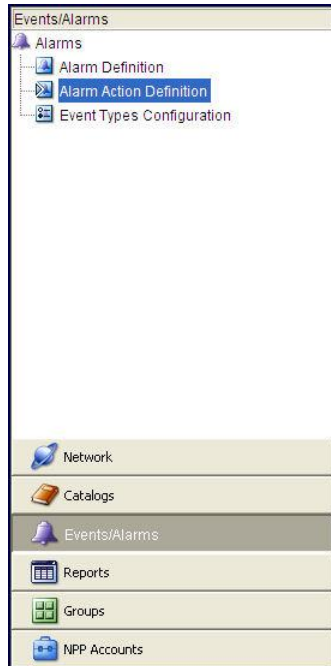 Events/Alarms
Alarms
Alarm Definition
Alarm Action Definition
Event Types Configuration
Network
Catalogs
Events/Alarms
Reports
Groups
NPP Accounts